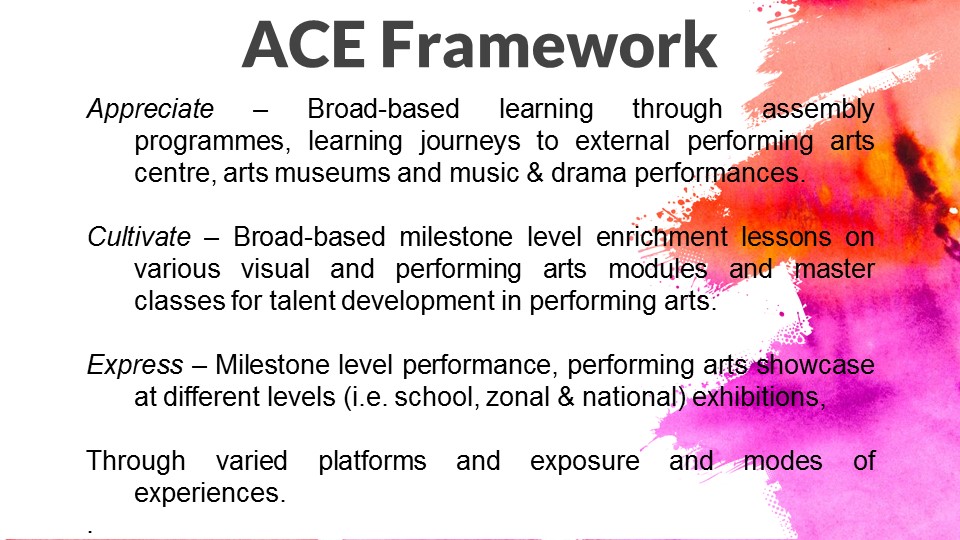 ACE Framework
Appreciate – Broad-based learning through assembly
programmes, learning journeys to external performing arts
centre, arts museums and music & drama performances.
Cultivate – Broad-based milestone level enrichment lessons on
various visual and performing arts modules and master
classes for talent development in performing arts.
Express – Milestone level performance, performing arts showcase
at different levels (i.e. school, zonal & national) exhibitions,
Through varied platforms and exposure and modes of
experiences.
.